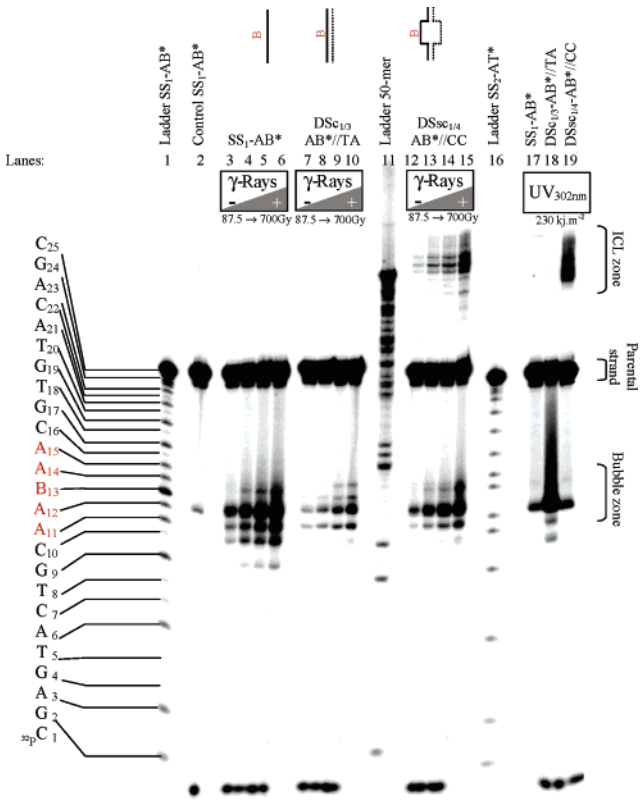 B
B
B
Ladder SS1-AB*
Control SS1-AB*
SS1-AB*
DSc1/3
AB*//TA
Ladder 50-mer
DSsc1/4
AB*//CC
Ladder SS2-AT*
SS1-AB*
DSc1/3-AB*//TA
DSsc1/4-AB*//CC
Lanes: 1 2 3 4 5 6 7 8 9 10 11 12 13 14 15 16 17 18 19
γ-Rays
- +
87.5 → 700Gy
γ-Rays
- +
87.5 → 700Gy
γ-Rays
- +
87.5 → 700Gy
UV302nm
230 kj.m-2
ICL zone
Parental strand
Bubble zone
C25
G24
A23
C22
A21
T20
G19
T18
G17
C16
A15
A14
B13
A12
A11
C10
G9
T8
C7
A6
T5
G4
A3
G2
32P C1